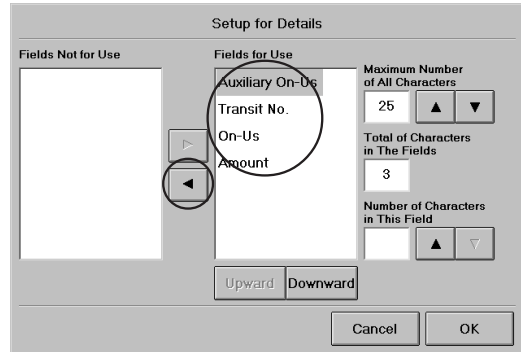 Setup for Details
Fields Not for Use
Fields for Use
Auxiliary On-Us
Transit No.
On-Us
Amount
Maximum Number
of All Characters
25
Total of Characters
in The Fields
3
Number of Characters
in This Field
Upward
Downward
Cancel
OK